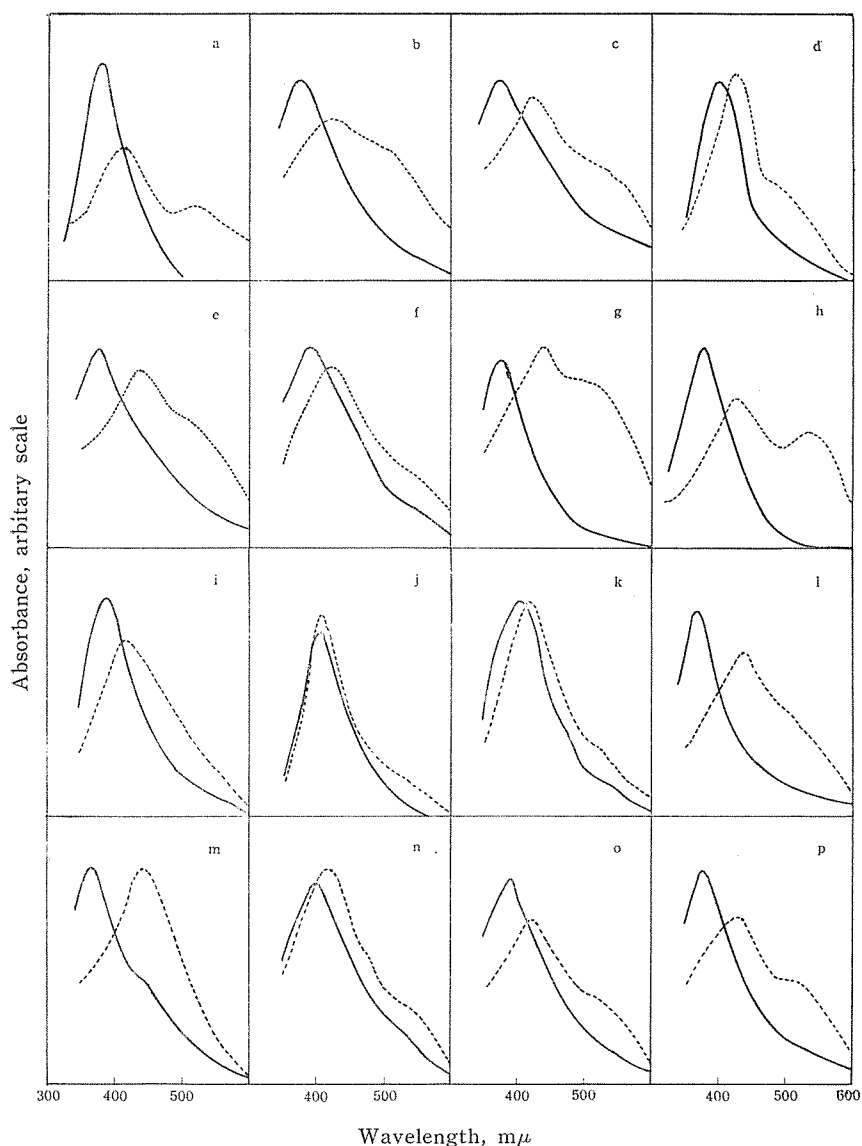 a b c d
e f g h
Absorbance, arbitary scale
i j k l
m n o p
300 400 500 400 500 400 500 400 500 600
Wavelength, mμ